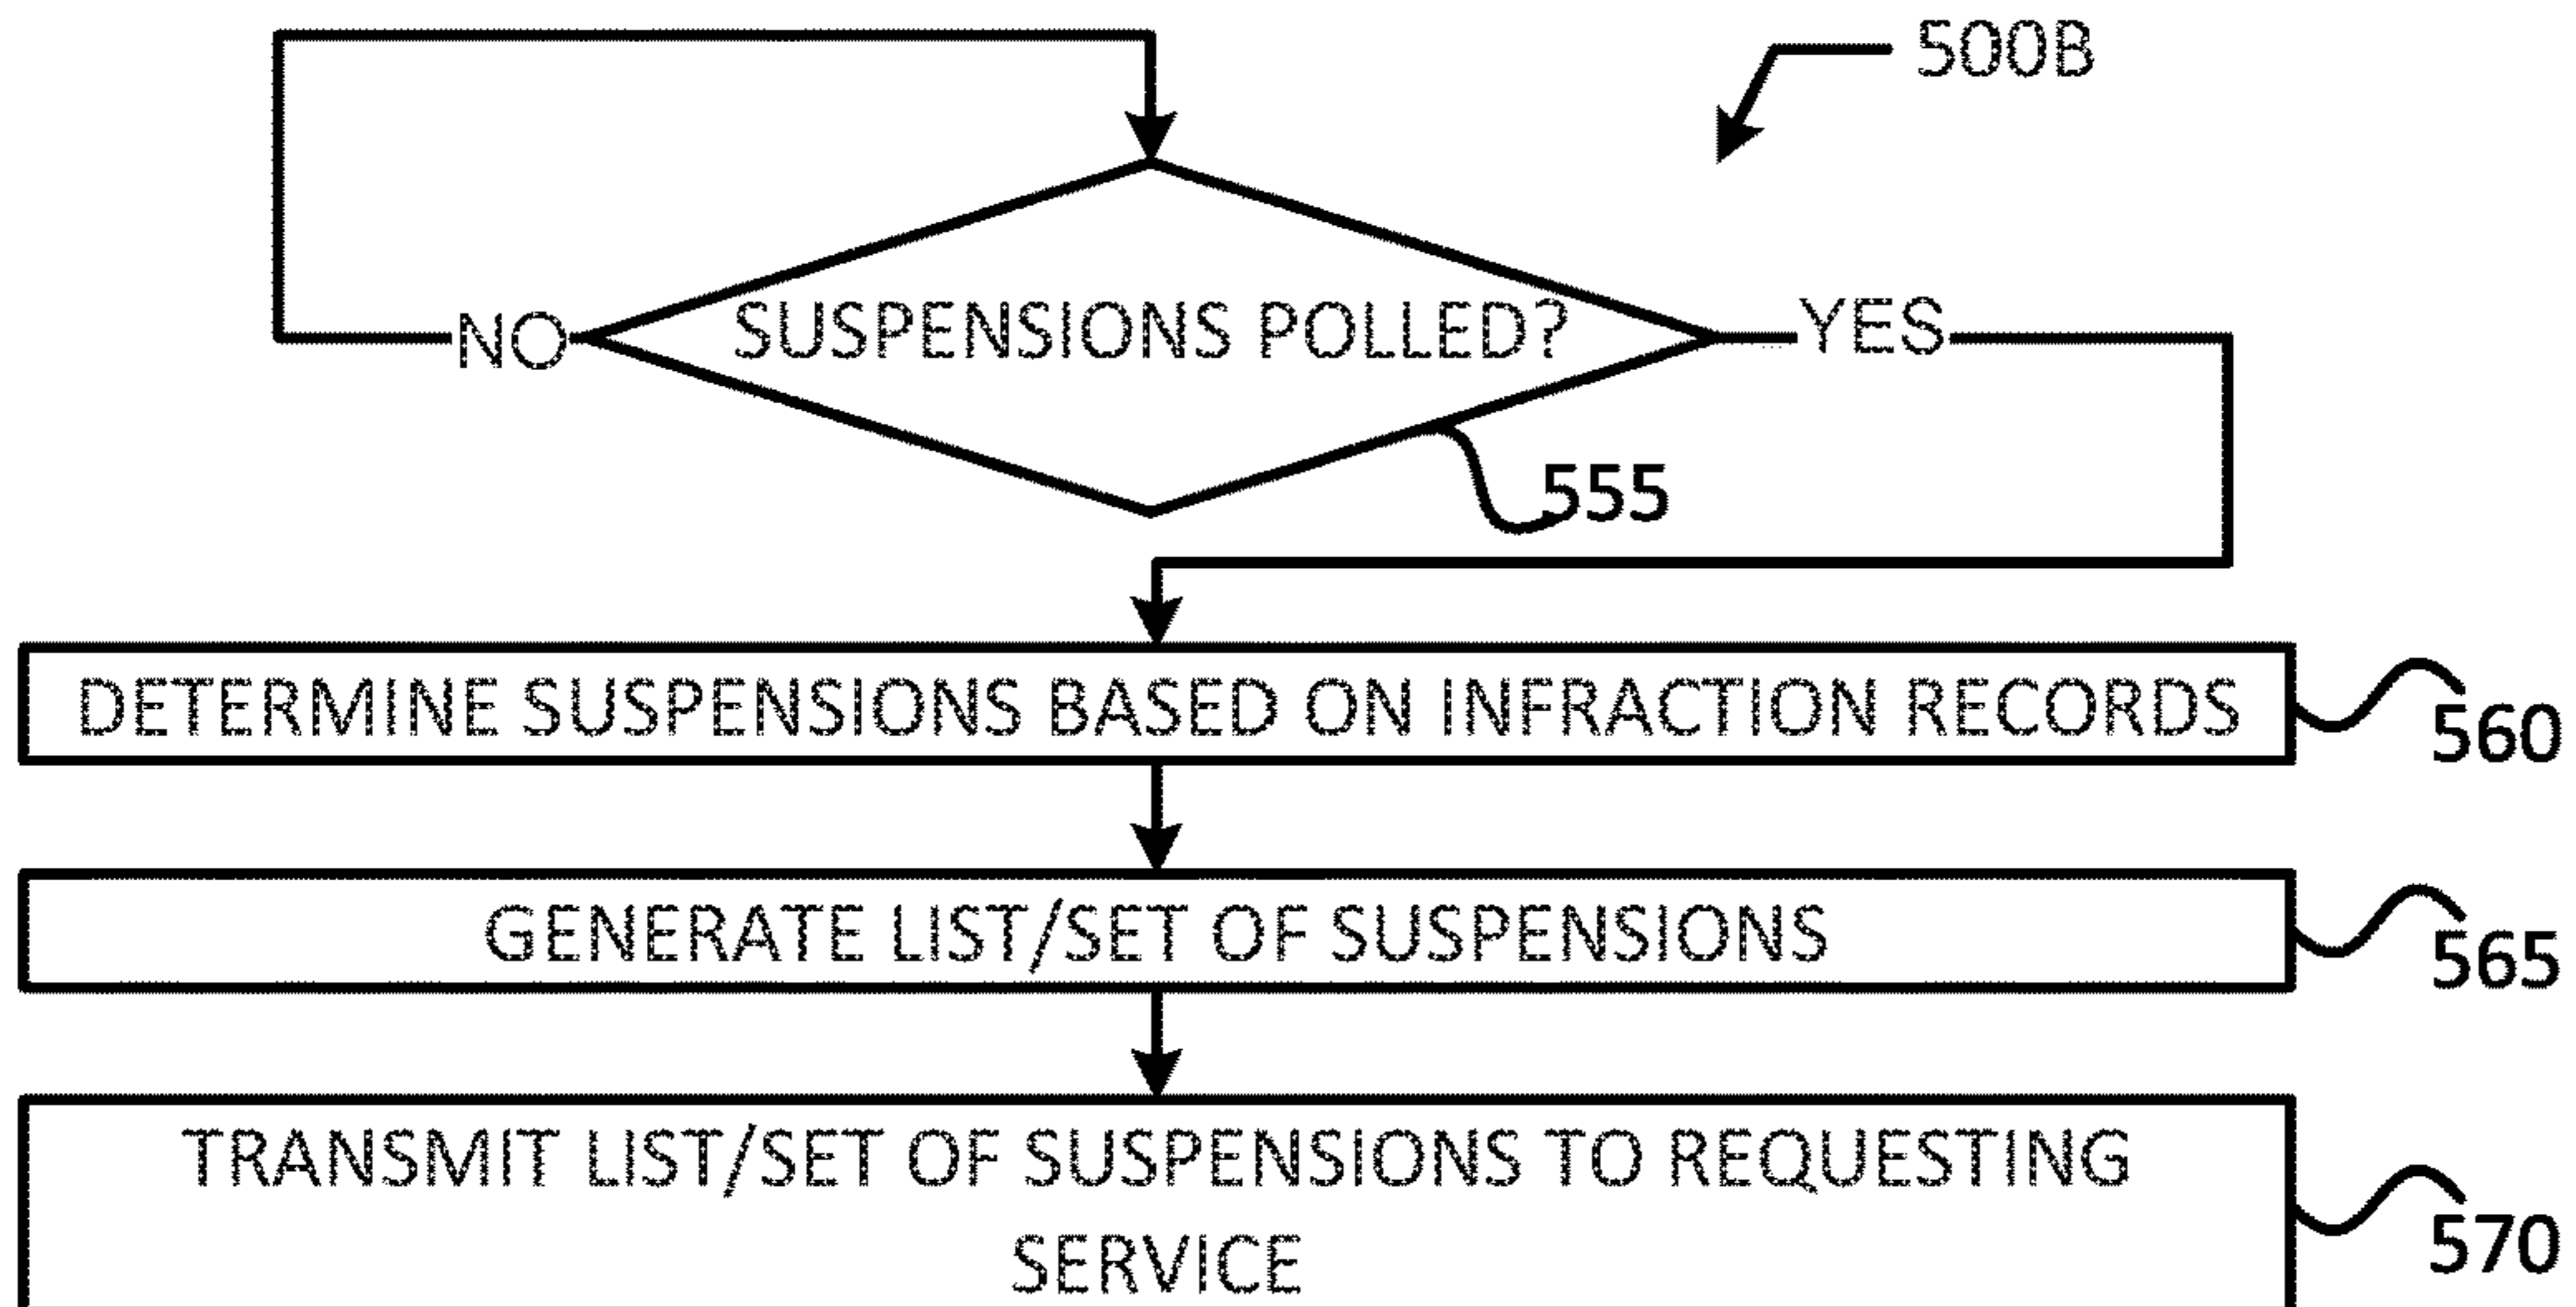 500B
SUSPENSIONS POLLED?
NO
YES
555
DETERMINE SUSPENSIONS BASED ON INFRACTION RECORDS
560
GENERATE LIST/SET OF SUSPENSIONS
565
TRANSMIT LIST/SET OF SUSPENSIONS TO REQUESTING
SERVICE
570